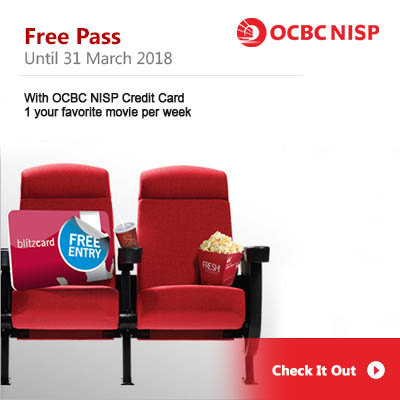 Free Pass
Until 31 March 2018
OCBC NISP
With OCBC NISP Credit Card
1 your favorite movie per week
blitzcard
FREE
ENTRY
FRESH!
Check It Out